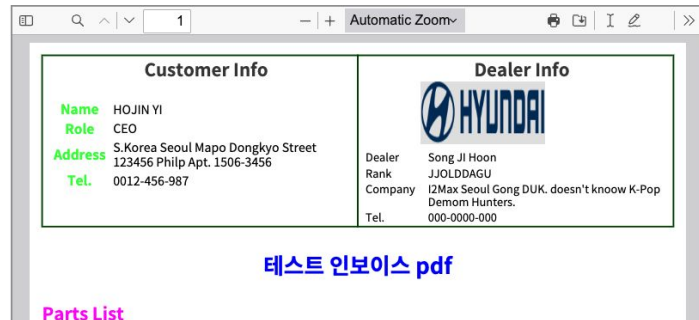 1
Automatic Zoom
Customer Info
Name HOJIN YI
Role CEO
Address S.Korea Seoul Mapo Dongkyo Street
123456 Philp Apt. 1506-3456
Tel. 0012-456-987
Dealer Info
HYUNDAI
Dealer Song JI Hoon
Rank JJOLDDAGU
Company I2Max Seoul Gong DUK. doesn't knoow K-Pop
Demom Hunters.
Tel. 000-0000-000
테스트 인보이스 pdf
Parts List